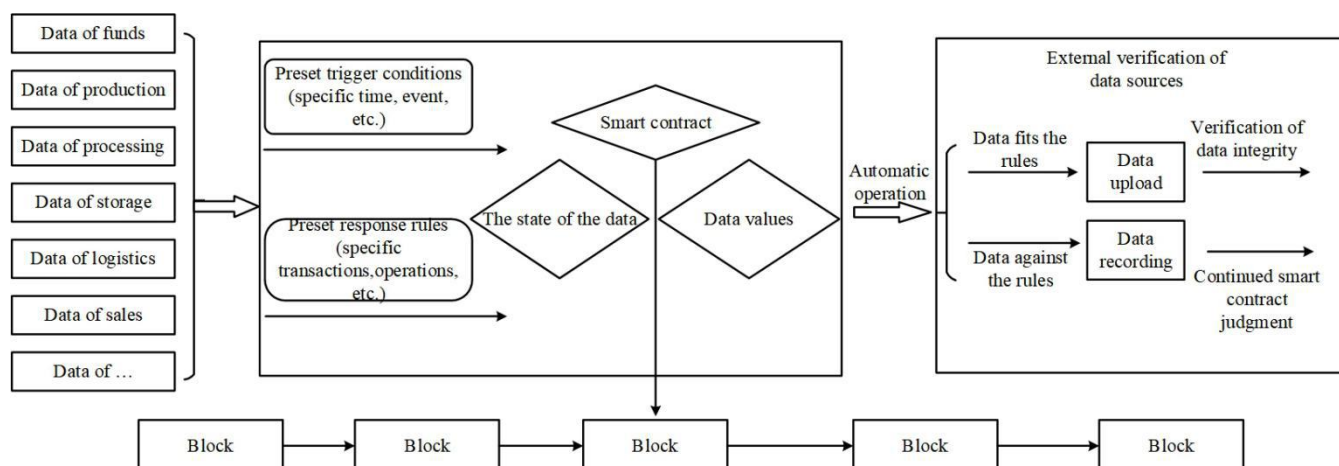 Data of funds
Data of production
Data of processing
Data of storage
Data of logistics
Data of sales
Data of …
Preset trigger conditions
(specific time, event,
etc.)
Preset response rules
(specific
transactions,operations,
etc.)
Smart contract
The state of the data
Data values
Automatic
operation
External verification of
data sources
Data fits the
rules
Data
upload
Verification of
data integrity
Data against
the rules
Data
recording
Continued smart
contract
judgment
Block
Block
Block
Block
Block